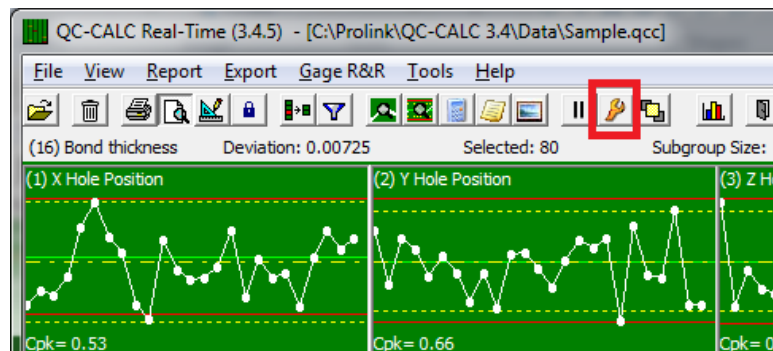 QC-CALC Real-Time (3.4.5) - [C:\Prolink\QC-CALC 3.4\Data\Sample.qcc]
File View Report Export Gage R&R Tools Help
(16) Bond thickness Deviation: 0.00725 Selected: 80 Subgroup Size:
(1) X Hole Position (2) Y Hole Position (3) Z H
Cpk= 0.53 Cpk= 0.66 Cpk= 0